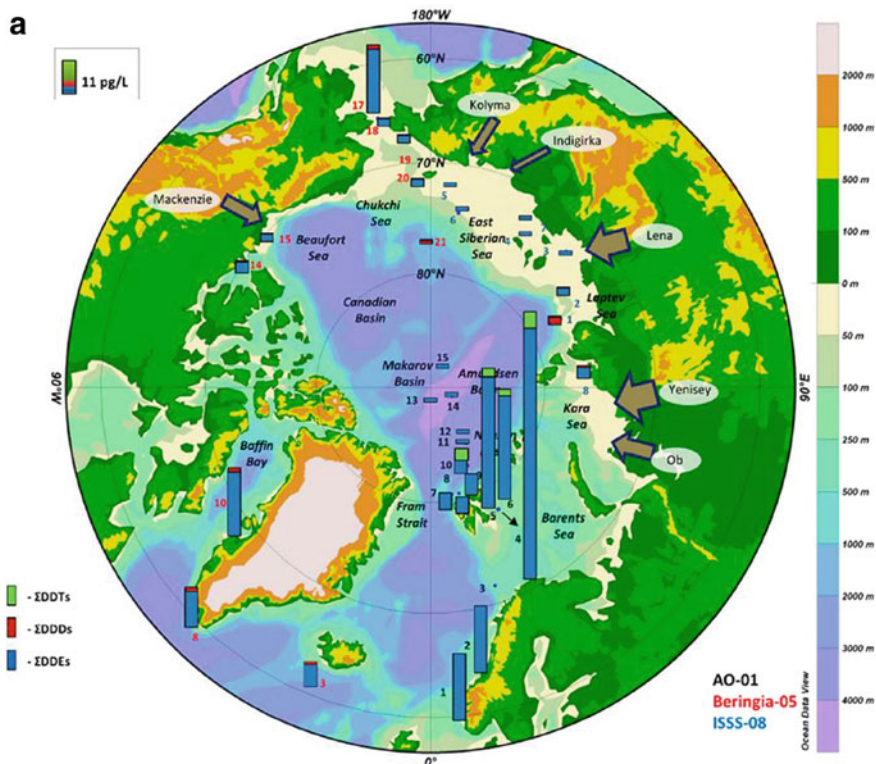 a
180°W
60°N
11 pg/L
Kolyma
17
18
Indigirka
19
70°N
20
Mackenzie
Chukchi
Sea
5
6
East
Siberian
Sea
4
3
Lena
15
Beaufort
Sea
21
14
80°N
2
Laptev
Sea
1
Canadian
Basin
Makarov
Basin
15
13
14
8
Kara
Sea
Yenisey
90°W
90°E
Baffin
Bay
12
11
10
8
7
Ob
10
Fram
Strait
5
6
4
Barents
Sea
3
2
1
8
3
- ΣDDTs
- ΣDDDs
- ΣDDEs
AO-01
Beringia-05
ISSS-08
0°
2000 m
1000 m
500 m
100 m
0 m
50 m
100 m
250 m
500 m
1000 m
2000 m
3000 m
4000 m
Ocean Data View